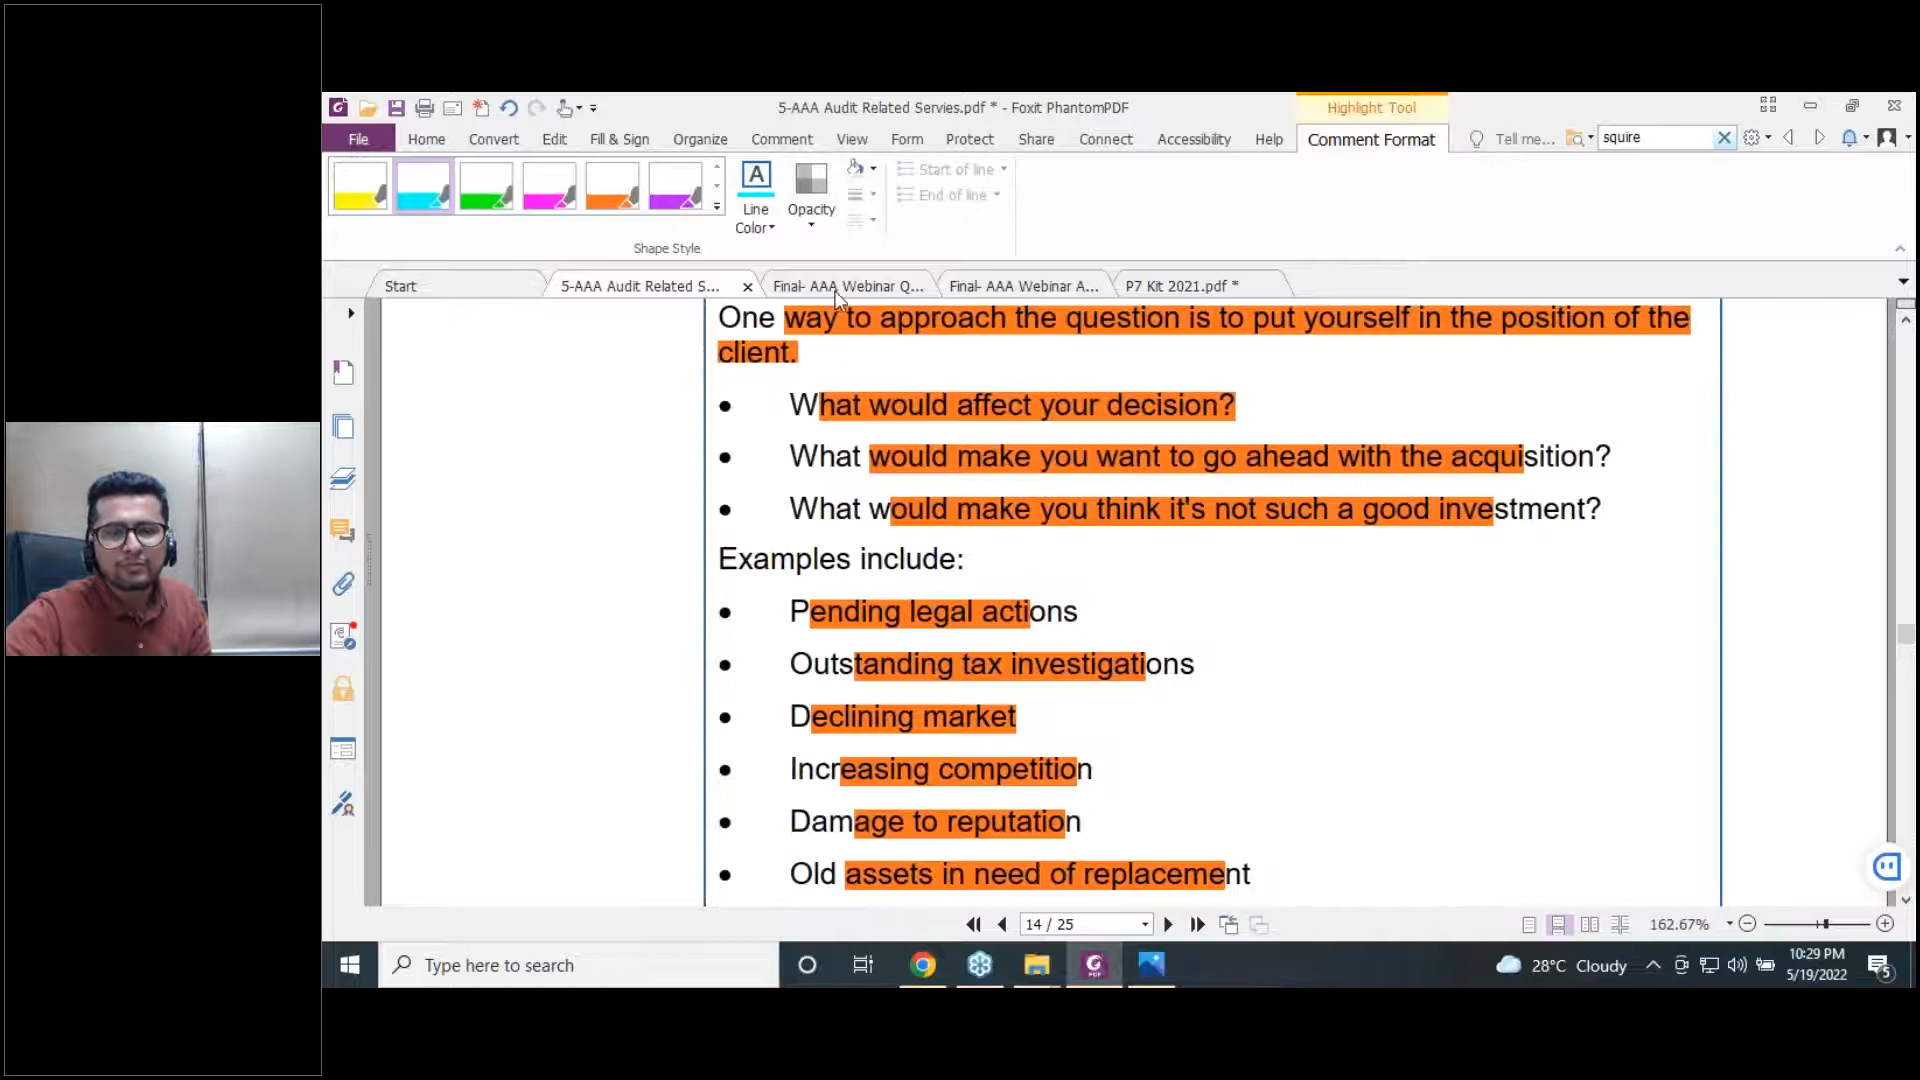 5-AAA Audit Related Servies.pdf * - Foxit PhantomPDF
Highlight Tool
File Home Convert Edit Fill & Sign Organize Comment View Form Protect Share Connect Accessibility Help Comment Format Tell me... squire
Line Color
Opacity
Start of line
End of line
Shape Style
Start
5-AAA Audit Related S...
Final- AAA Webinar Q...
Final- AAA Webinar A...
P7 Kit 2021.pdf *
One way to approach the question is to put yourself in the position of the
client.
• What would affect your decision?
• What would make you want to go ahead with the acquisition?
• What would make you think it's not such a good investment?
Examples include:
• Pending legal actions
• Outstanding tax investigations
• Declining market
• Increasing competition
• Damage to reputation
• Old assets in need of replacement
14 / 25
162.67%
Type here to search
28°C Cloudy
10:29 PM
5/19/2022
5